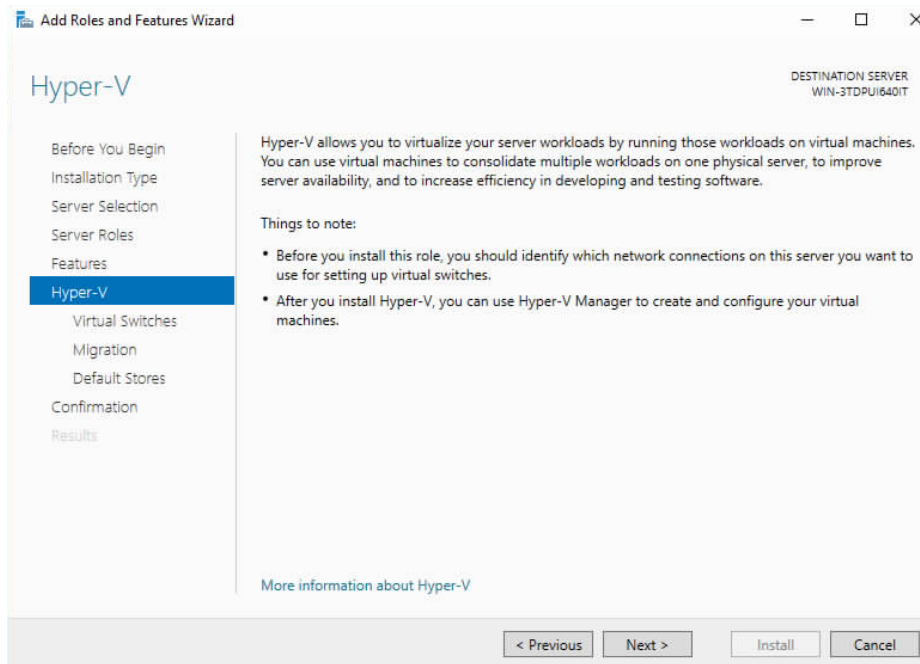 Add Roles and Features Wizard
Hyper-V
DESTINATION SERVER
WIN-3TDPUI640IT
Before You Begin
Installation Type
Server Selection
Server Roles
Features
Hyper-V
Virtual Switches
Migration
Default Stores
Confirmation
Results
Hyper-V allows you to virtualize your server workloads by running those workloads on virtual machines.
You can use virtual machines to consolidate multiple workloads on one physical server, to improve
server availability, and to increase efficiency in developing and testing software.
Things to note:
• Before you install this role, you should identify which network connections on this server you want to
use for setting up virtual switches.
• After you install Hyper-V, you can use Hyper-V Manager to create and configure your virtual
machines.
More information about Hyper-V
< Previous
Next >
Install
Cancel